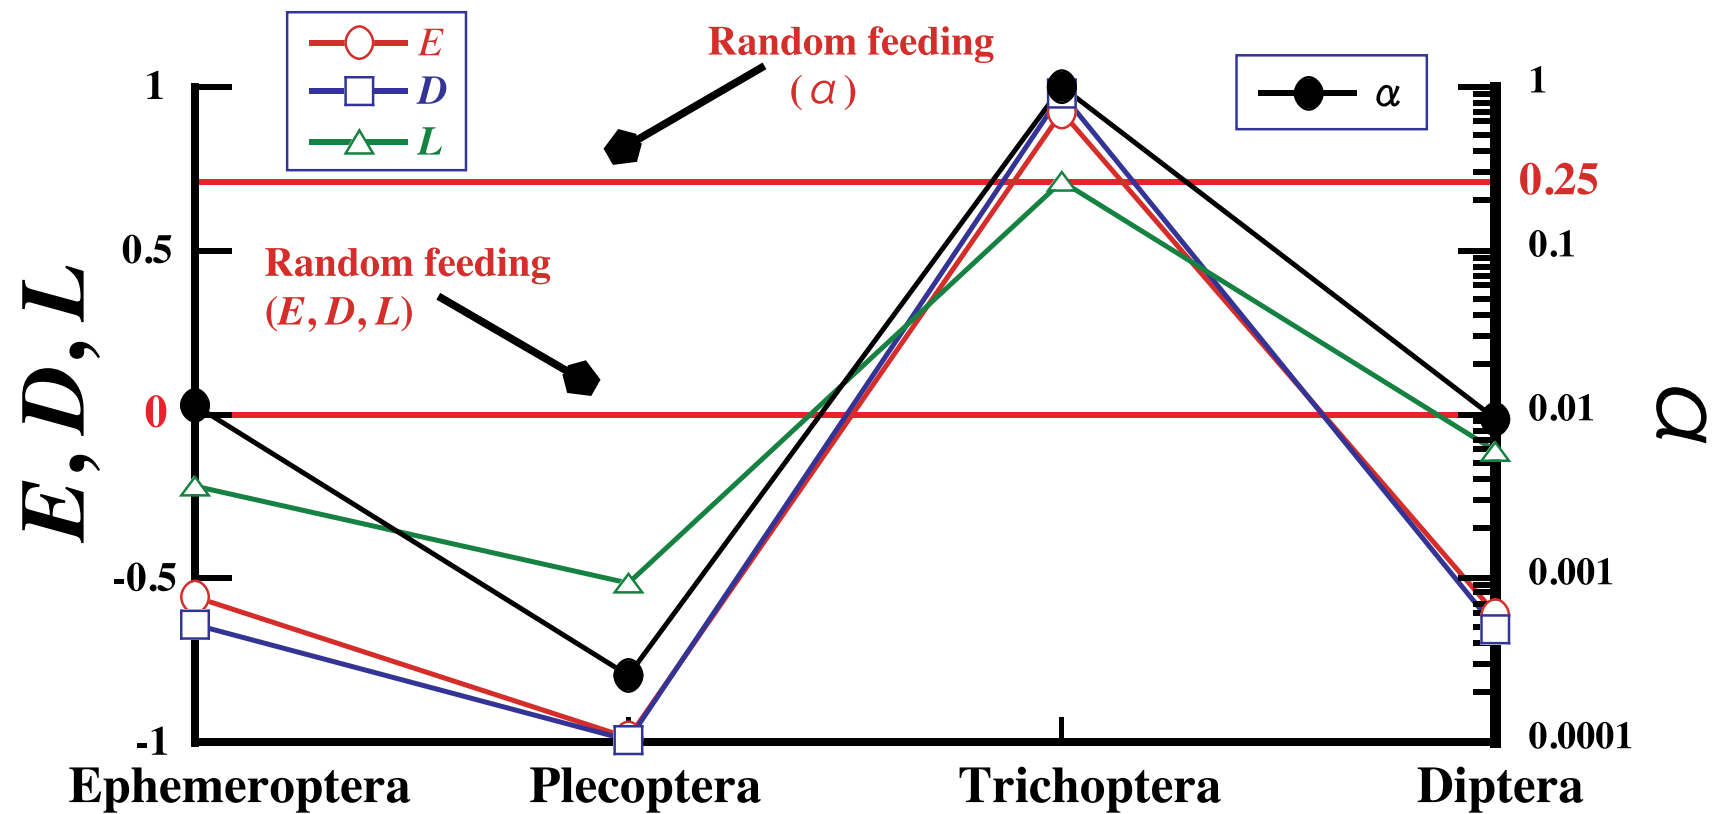 E
D
L
Random feeding
(α)
α
1
0.5
0
-0.5
-1
E, D, L
Random feeding
(E, D, L)
1
0.25
0.1
0.01
0.001
0.0001
α
Ephemeroptera Plecoptera Trichoptera Diptera